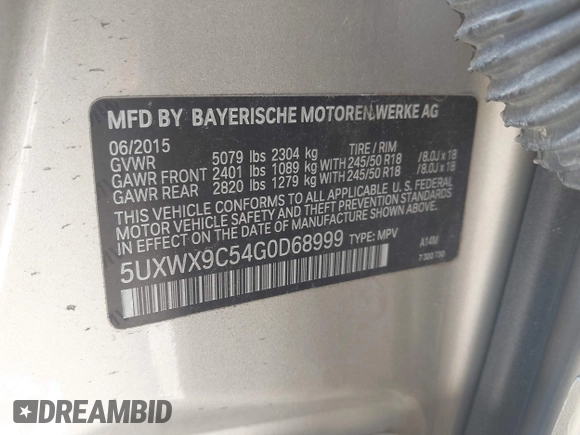 MFD BY BAYERISCHE MOTOREN WERKE AG
06/2015 TIRE / RIM
GVWR 5079 lbs 2304 kg
GAWR FRONT 2401 lbs 1089 kg WITH 245/50 R18 /8.0J x 18
GAWR REAR 2820 lbs 1279 kg WITH 245/50 R18 /8.0J x 18
THIS VEHICLE CONFORMS TO ALL APPLICABLE U.S. FEDERAL
MOTOR VEHICLE SAFETY AND THEFT PREVENTION STANDARDS
IN EFFECT ON THE DATE OF MANUFACTURE SHOWN ABOVE.
5UXWX9C54G0D68999 TYPE: MPV A14M
7 320 730
DREAMBID